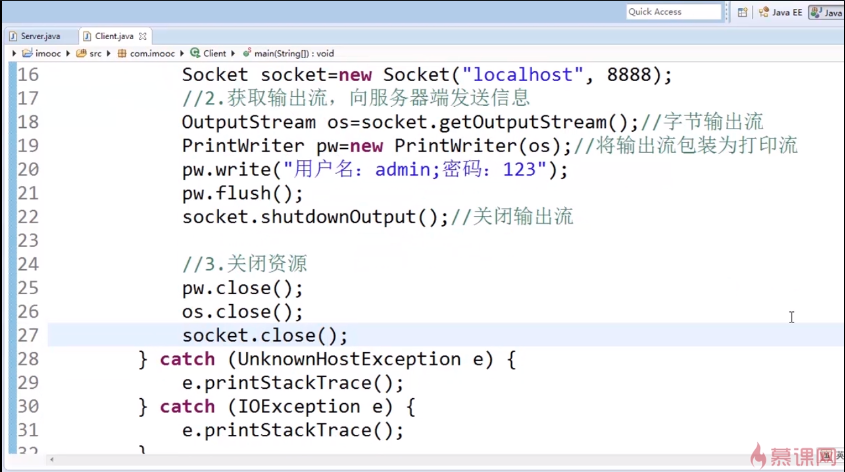 Quick Access
Java EE
Java
Server.java
Client.java
imooc
src
com.imooc
Client
main(String[]) : void
16 Socket socket=new Socket("localhost", 8888);
17 //2.获取输出流，向服务器端发送信息
18 OutputStream os=socket.getOutputStream();//字节输出流
19 PrintWriter pw=new PrintWriter(os);//将输出流包装为打印流
20 pw.write("用户名：admin;密码：123");
21 pw.flush();
22 socket.shutdownOutput();//关闭输出流
23
24 //3.关闭资源
25 pw.close();
26 os.close();
27 socket.close();
28 } catch (UnknownHostException e) {
29 e.printStackTrace();
30 } catch (IOException e) {
31 e.printStackTrace();
32 }
慕课网
英